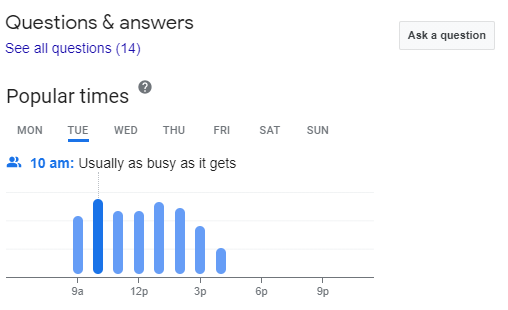 Questions & answers
See all questions (14)
Ask a question
Popular times ?
MON TUE WED THU FRI SAT SUN
10 am: Usually as busy as it gets
9a 12p 3p 6p 9p